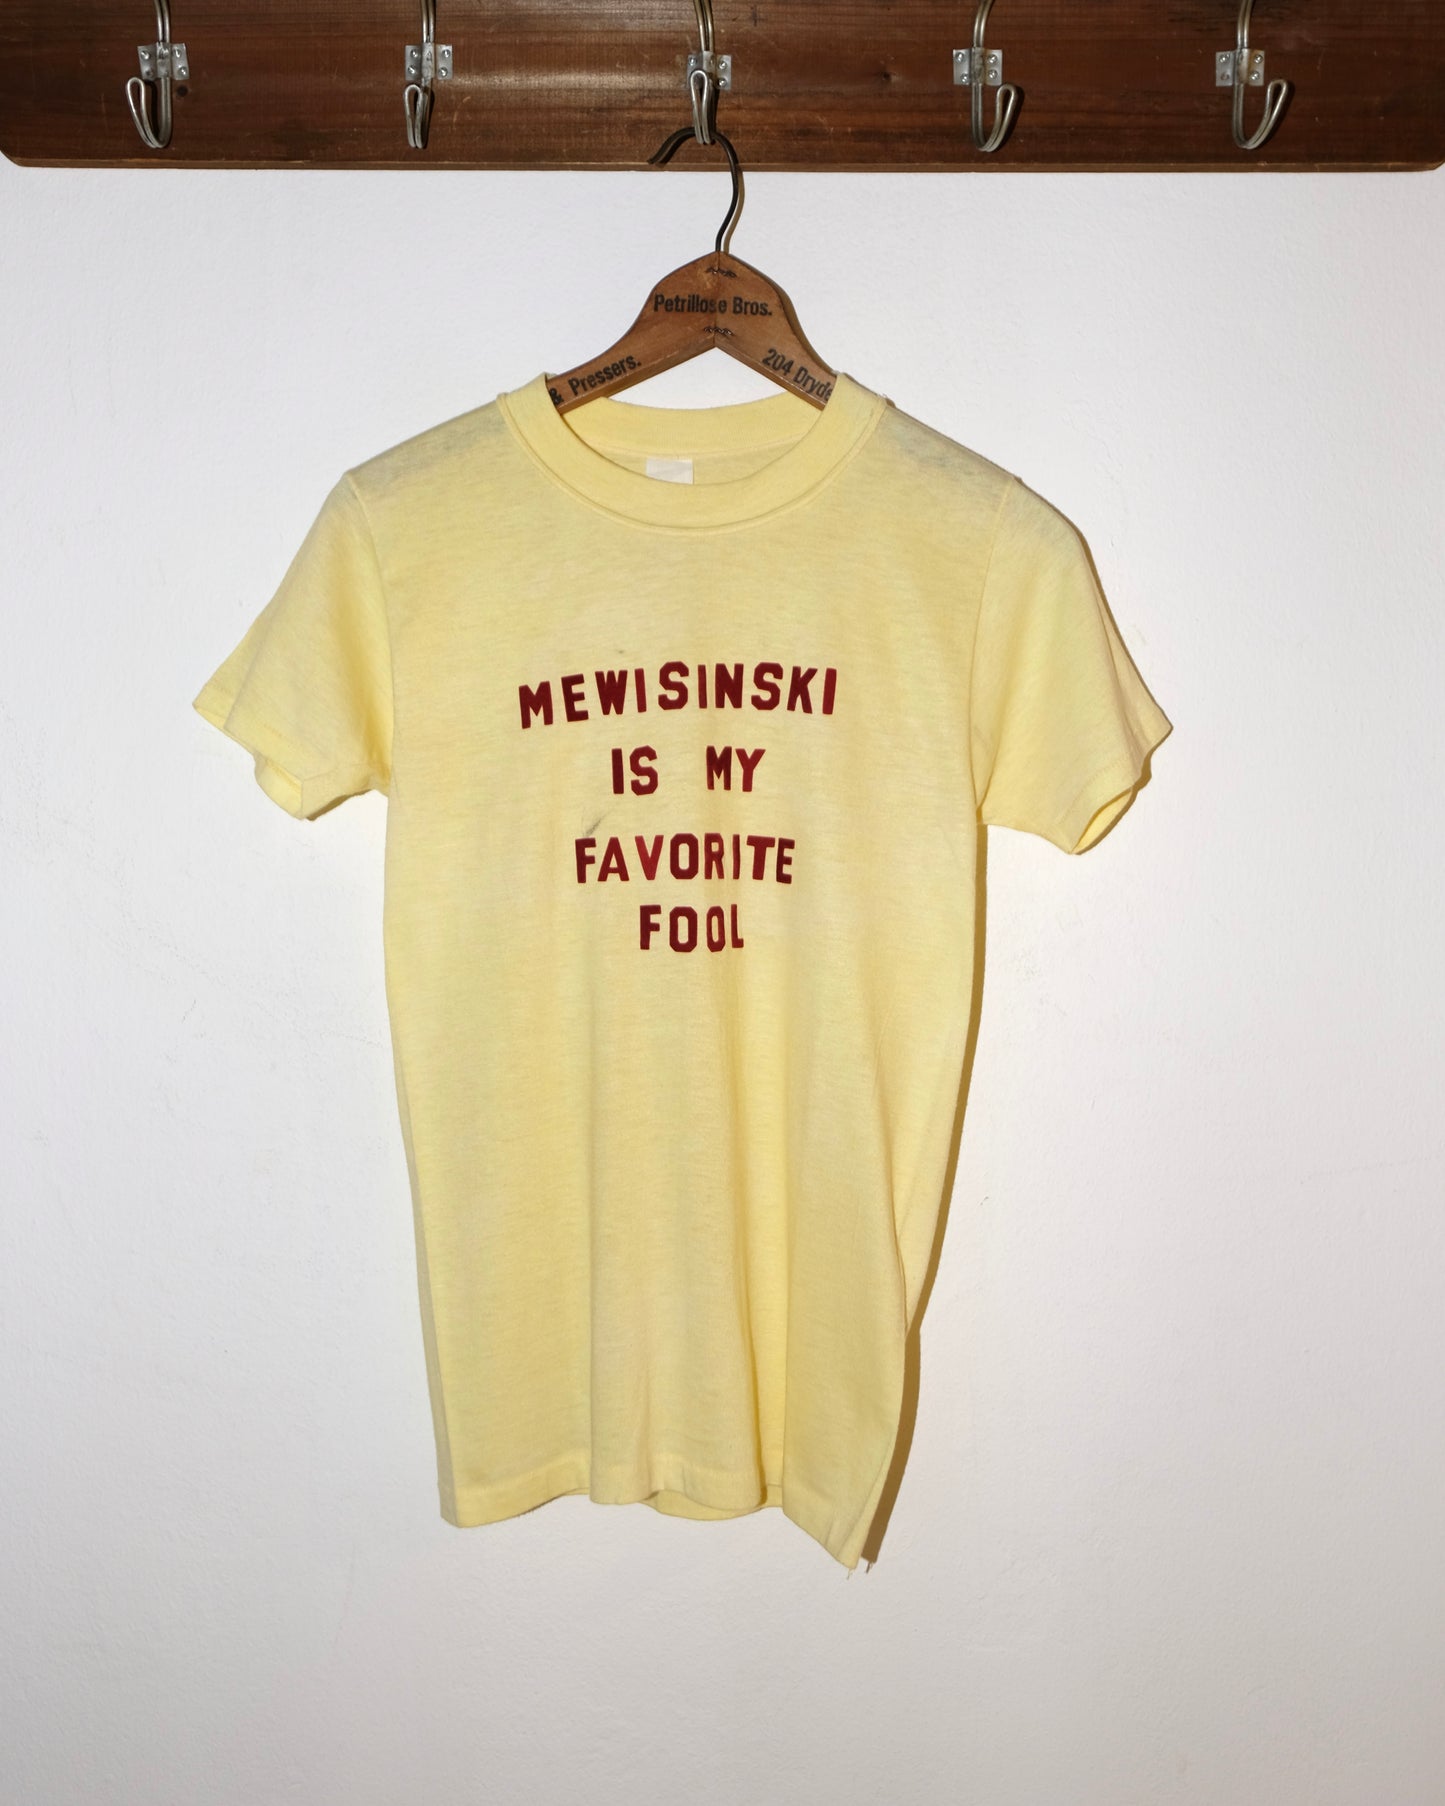 Petrillose Bros.
& Pressers.
204 Dryde
MEWISINSKI
IS MY
FAVORITE
FOOL